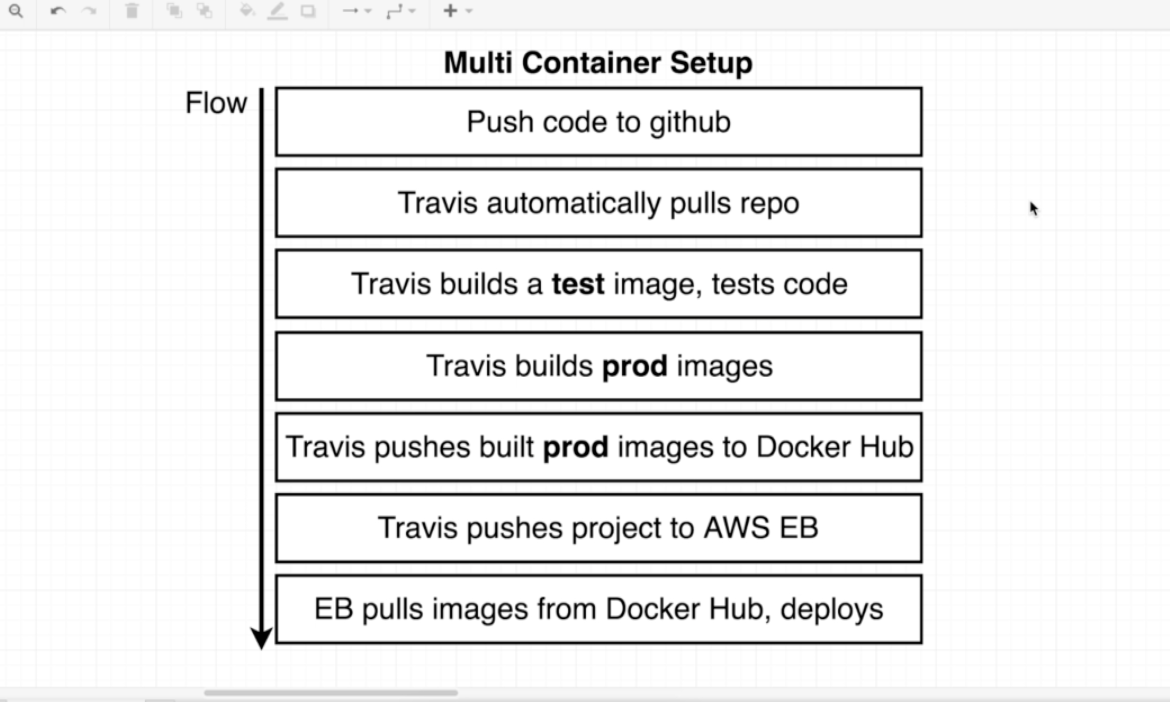 Multi Container Setup
Flow
Push code to github
Travis automatically pulls repo
Travis builds a test image, tests code
Travis builds prod images
Travis pushes built prod images to Docker Hub
Travis pushes project to AWS EB
EB pulls images from Docker Hub, deploys